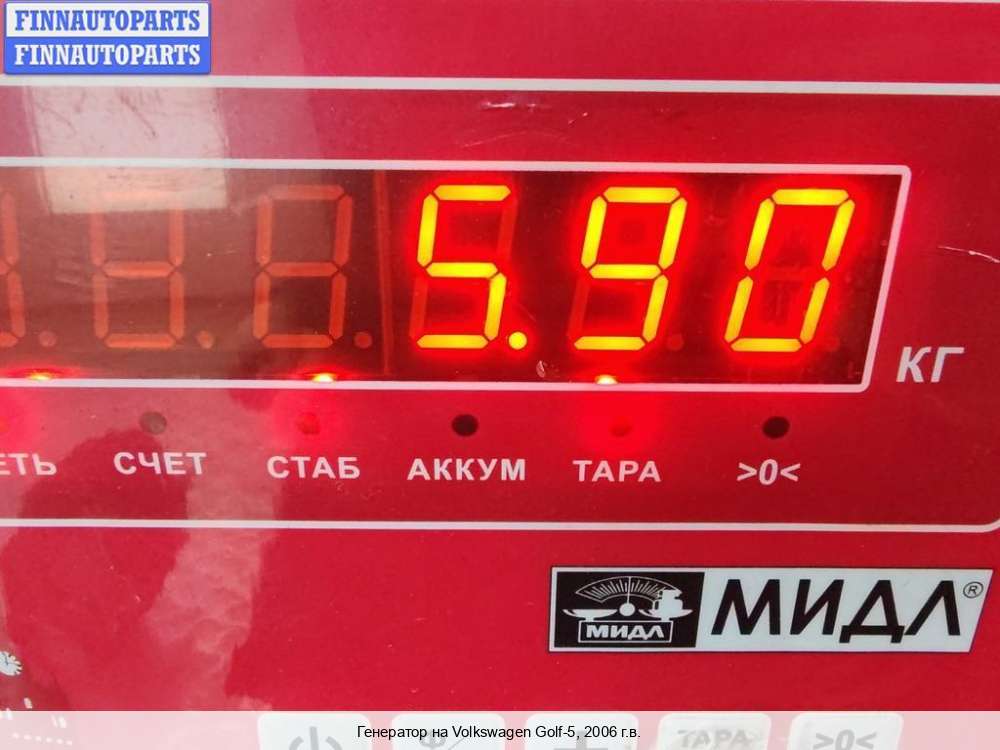 FINNAUTOPARTS
FINNAUTOPARTS
5.90
КГ
СЧЕТ СТАБ АККУМ ТАРА >0<
МИДЛ МИДЛ®
ТАРА >0<
Генератор на Volkswagen Golf-5, 2006 г.в.